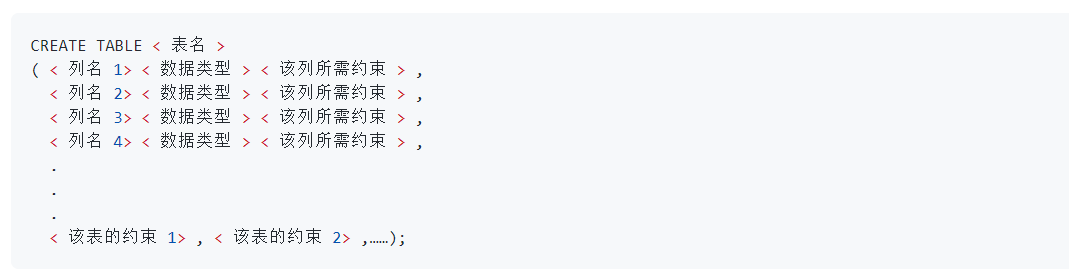 CREATE TABLE < 表名 >
( < 列名 1> < 数据类型 > < 该列所需约束 > ,
  < 列名 2> < 数据类型 > < 该列所需约束 > ,
  < 列名 3> < 数据类型 > < 该列所需约束 > ,
  < 列名 4> < 数据类型 > < 该列所需约束 > ,
  .
  .
  .
  < 该表的约束 1> , < 该表的约束 2> ,……);